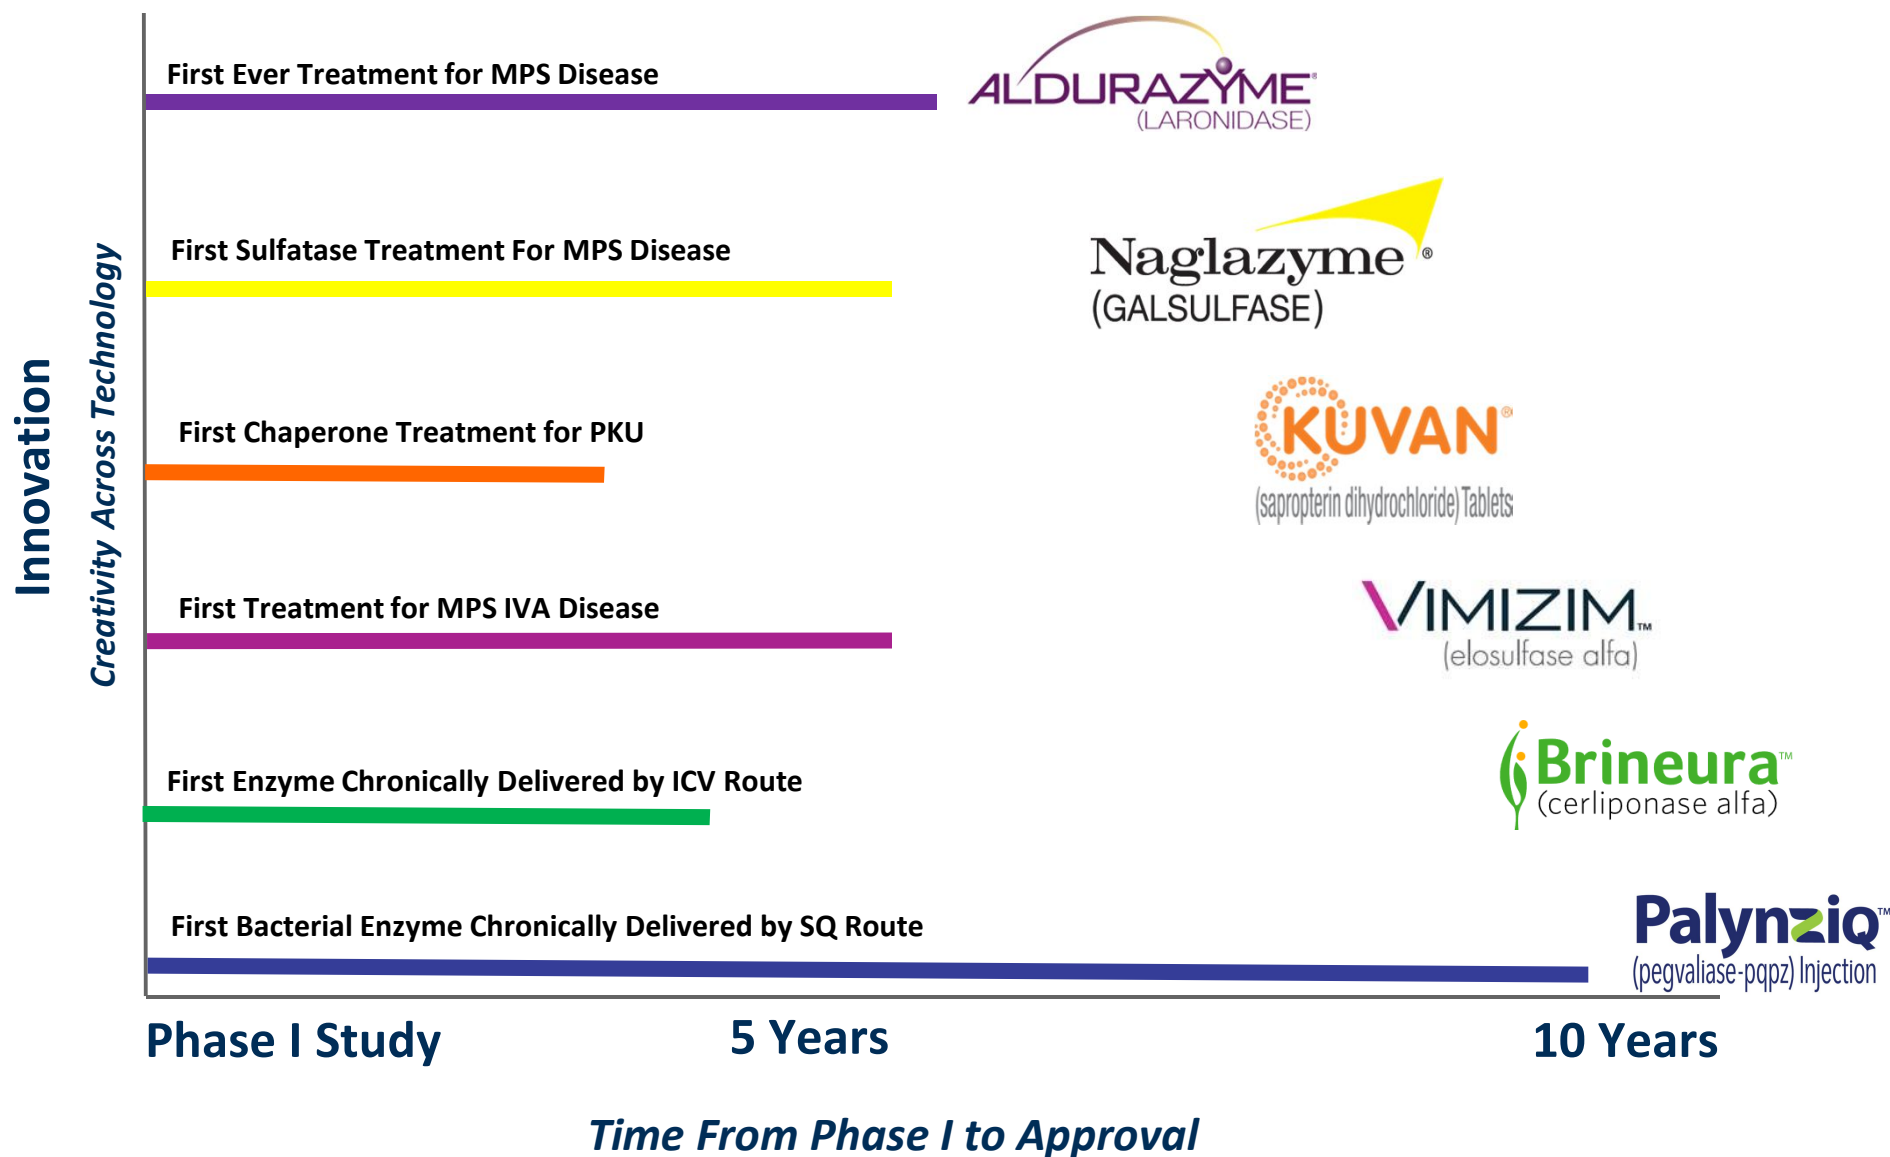 First Ever Treatment for MPS Disease
ALDURAZYME®
(LARONIDASE)
First Sulfatase Treatment For MPS Disease
Naglazyme®
(GALSULFASE)
First Chaperone Treatment for PKU
KUVAN®
(sapropterin dihydrochloride) Tablets
First Treatment for MPS IVA Disease
VIMIZIM™
(elosulfase alfa)
First Enzyme Chronically Delivered by ICV Route
Brineura™
(cerliponase alfa)
First Bacterial Enzyme Chronically Delivered by SQ Route
Palynziq™
(pegvaliase-pqpz) Injection
Innovation
Creativity Across Technology
Phase I Study
5 Years
10 Years
Time From Phase I to Approval